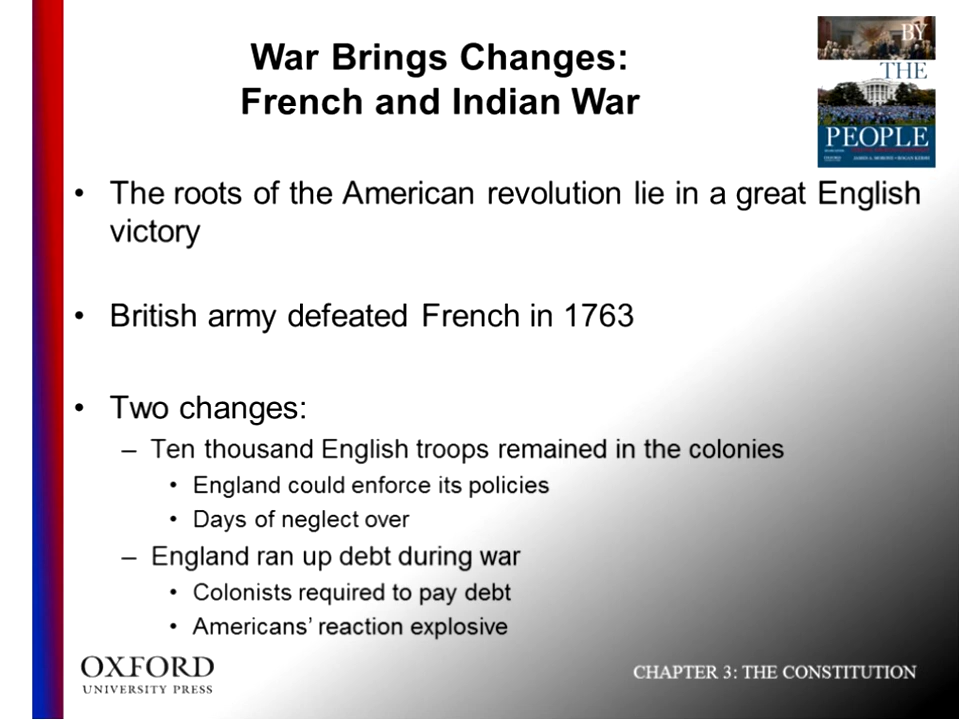 War Brings Changes:
French and Indian War
BY
THE
PEOPLE
• The roots of the American revolution lie in a great English
victory
• British army defeated French in 1763
• Two changes:
– Ten thousand English troops remained in the colonies
• England could enforce its policies
• Days of neglect over
– England ran up debt during war
• Colonists required to pay debt
• Americans’ reaction explosive
OXFORD
UNIVERSITY PRESS
CHAPTER 3: THE CONSTITUTION